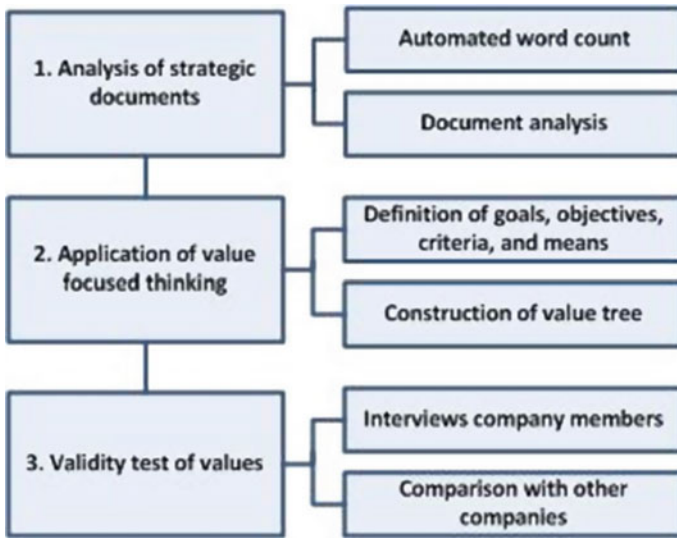 1. Analysis of strategic
documents
Automated word count
Document analysis
2. Application of value
focused thinking
Definition of goals, objectives,
criteria, and means
Construction of value tree
3. Validity test of values
Interviews company members
Comparison with other
companies